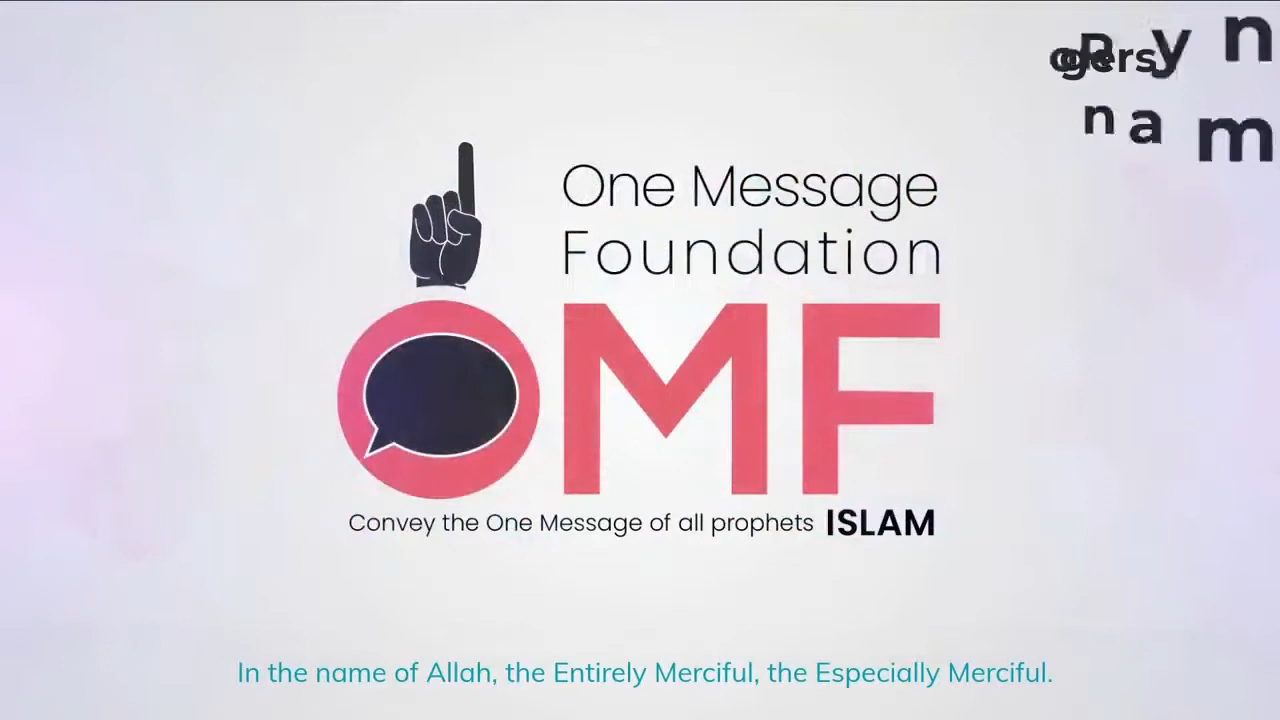 One Message
Foundation
OMF
Convey the One Message of all prophets ISLAM
In the name of Allah, the Entirely Merciful, the Especially Merciful.